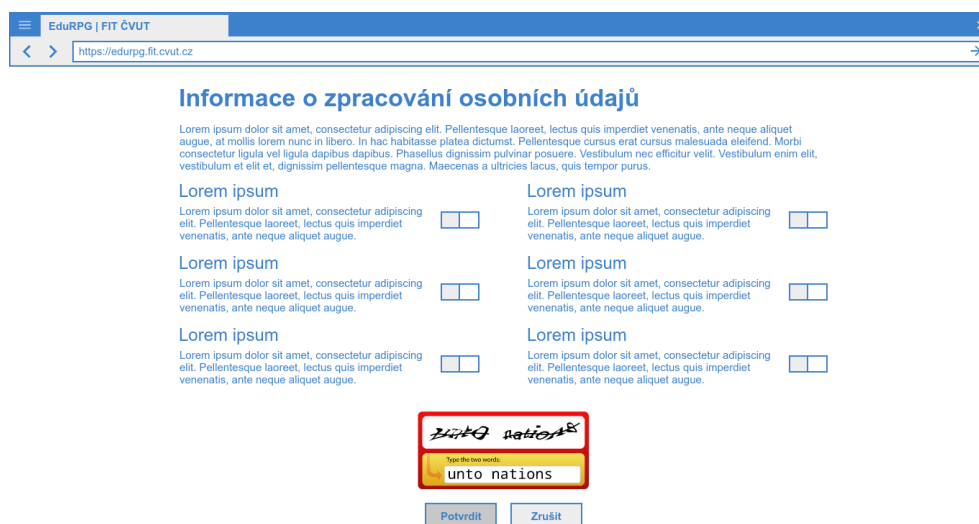 EduRPG | FIT ČVUT
https://edurpg.fit.cvut.cz
Informace o zpracování osobních údajů
Lorem ipsum dolor sit amet, consectetur adipiscing elit. Pellentesque laoreet, lectus quis imperdiet venenatis, ante neque aliquet
augue, at mollis lorem nunc in libero. In hac habitasse platea dictumst. Pellentesque cursus erat cursus malesuada eleifend. Morbi
consectetur ligula vel ligula dapibus dapibus. Phasellus dignissim pulvinar posuere. Vestibulum nec efficitur velit. Vestibulum enim elit,
vestibulum et elit et, dignissim pellentesque magna. Maecenas a ultricies lacus, quis tempor purus.
Lorem ipsum
Lorem ipsum dolor sit amet, consectetur adipiscing
elit. Pellentesque laoreet, lectus quis imperdiet
venenatis, ante neque aliquet augue.
Lorem ipsum
Lorem ipsum dolor sit amet, consectetur adipiscing
elit. Pellentesque laoreet, lectus quis imperdiet
venenatis, ante neque aliquet augue.
Lorem ipsum
Lorem ipsum dolor sit amet, consectetur adipiscing
elit. Pellentesque laoreet, lectus quis imperdiet
venenatis, ante neque aliquet augue.
Lorem ipsum
Lorem ipsum dolor sit amet, consectetur adipiscing
elit. Pellentesque laoreet, lectus quis imperdiet
venenatis, ante neque aliquet augue.
Lorem ipsum
Lorem ipsum dolor sit amet, consectetur adipiscing
elit. Pellentesque laoreet, lectus quis imperdiet
venenatis, ante neque aliquet augue.
Lorem ipsum
Lorem ipsum dolor sit amet, consectetur adipiscing
elit. Pellentesque laoreet, lectus quis imperdiet
venenatis, ante neque aliquet augue.
unto nations
Type the two words:
unto nations
Potvrdit
Zrušit